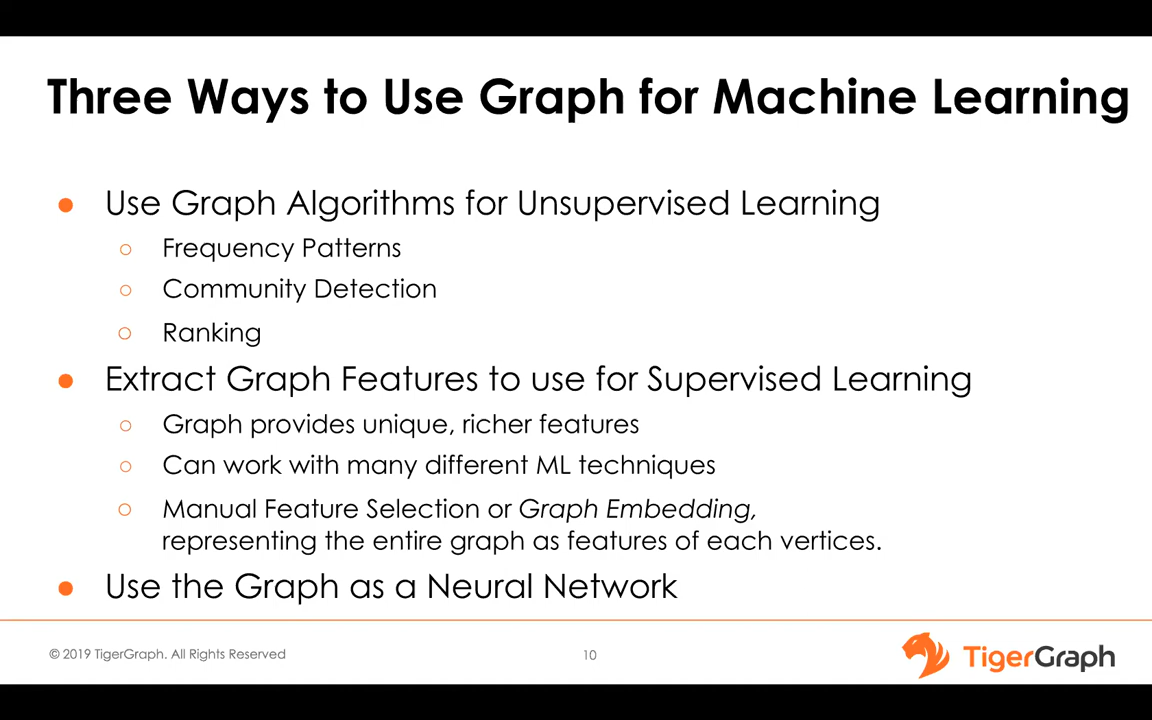 Three Ways to Use Graph for Machine Learning
● Use Graph Algorithms for Unsupervised Learning
○ Frequency Patterns
○ Community Detection
○ Ranking
● Extract Graph Features to use for Supervised Learning
○ Graph provides unique, richer features
○ Can work with many different ML techniques
○ Manual Feature Selection or Graph Embedding,
representing the entire graph as features of each vertices.
● Use the Graph as a Neural Network
© 2019 TigerGraph. All Rights Reserved
10
TigerGraph